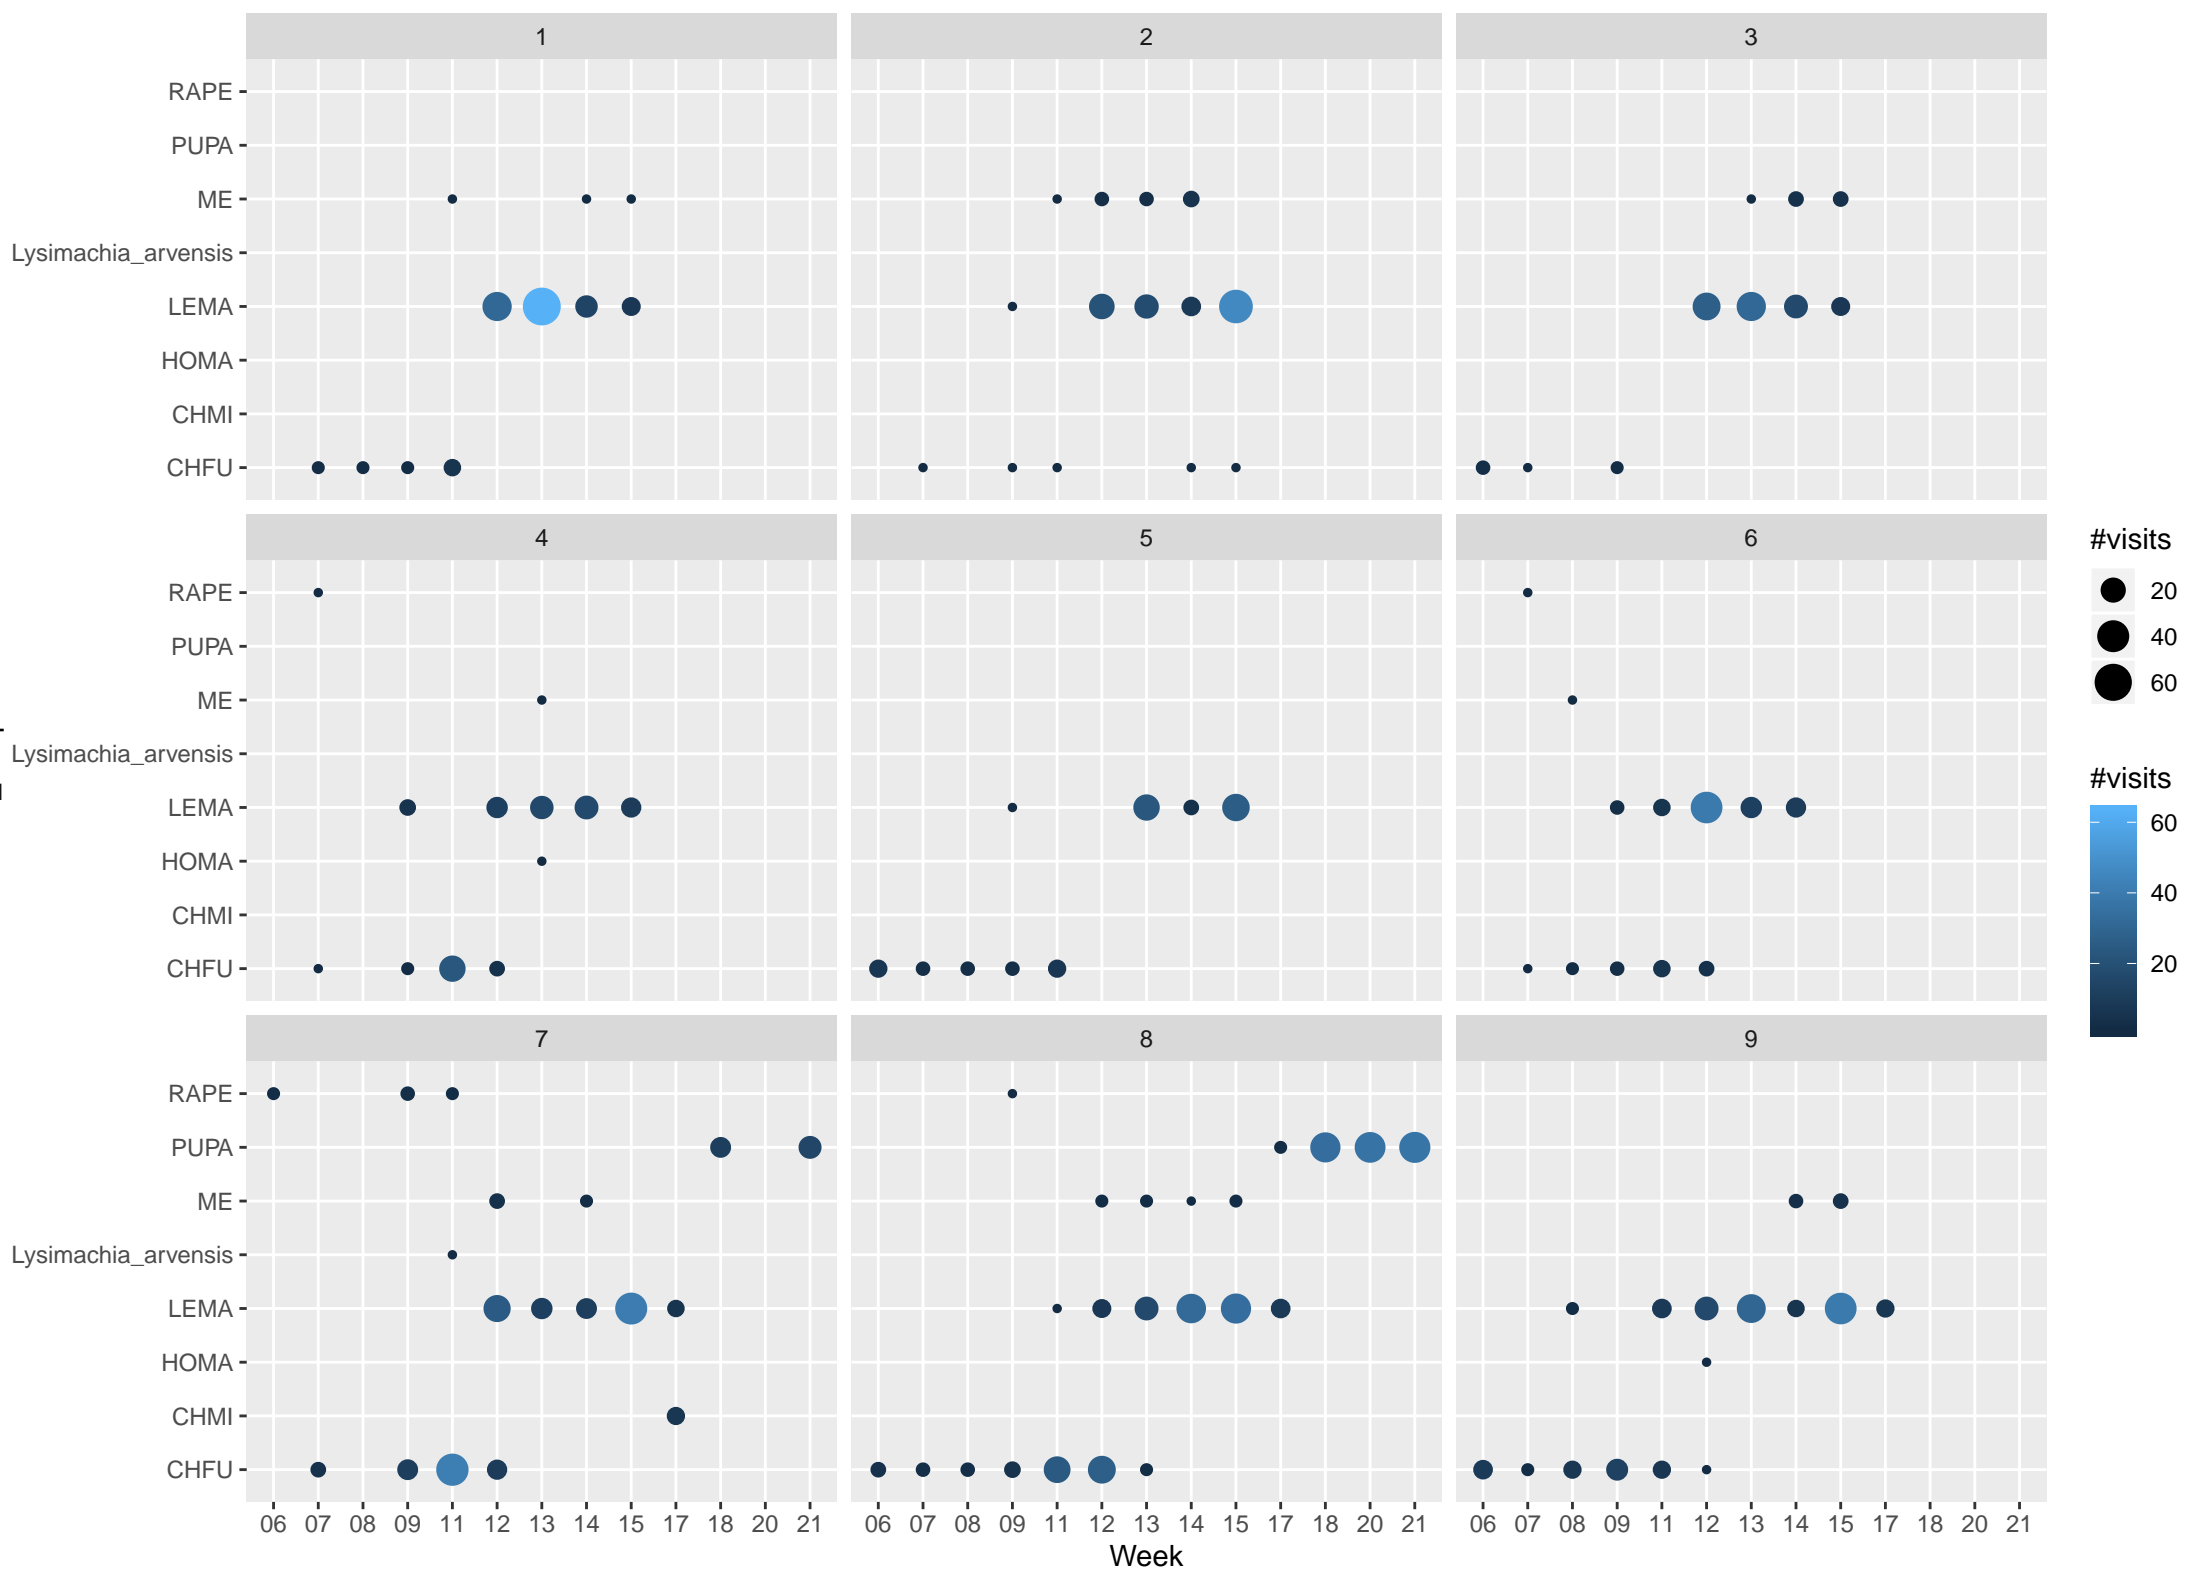 1 2 3
RAPE
PUPA
ME
Lysimachia_arvensis
LEMA
HOMA
CHMI
CHFU
4 5 6
RAPE
PUPA
ME
Lysimachia_arvensis
LEMA
HOMA
CHMI
CHFU
7 8 9
RAPE
PUPA
ME
Lysimachia_arvensis
LEMA
HOMA
CHMI
CHFU
06 07 08 09 11 12 13 14 15 17 18 20 21 06 07 08 09 11 12 13 14 15 17 18 20 21 06 07 08 09 11 12 13 14 15 17 18 20 21
Week
#visits
20
40
60
#visits
60
40
20